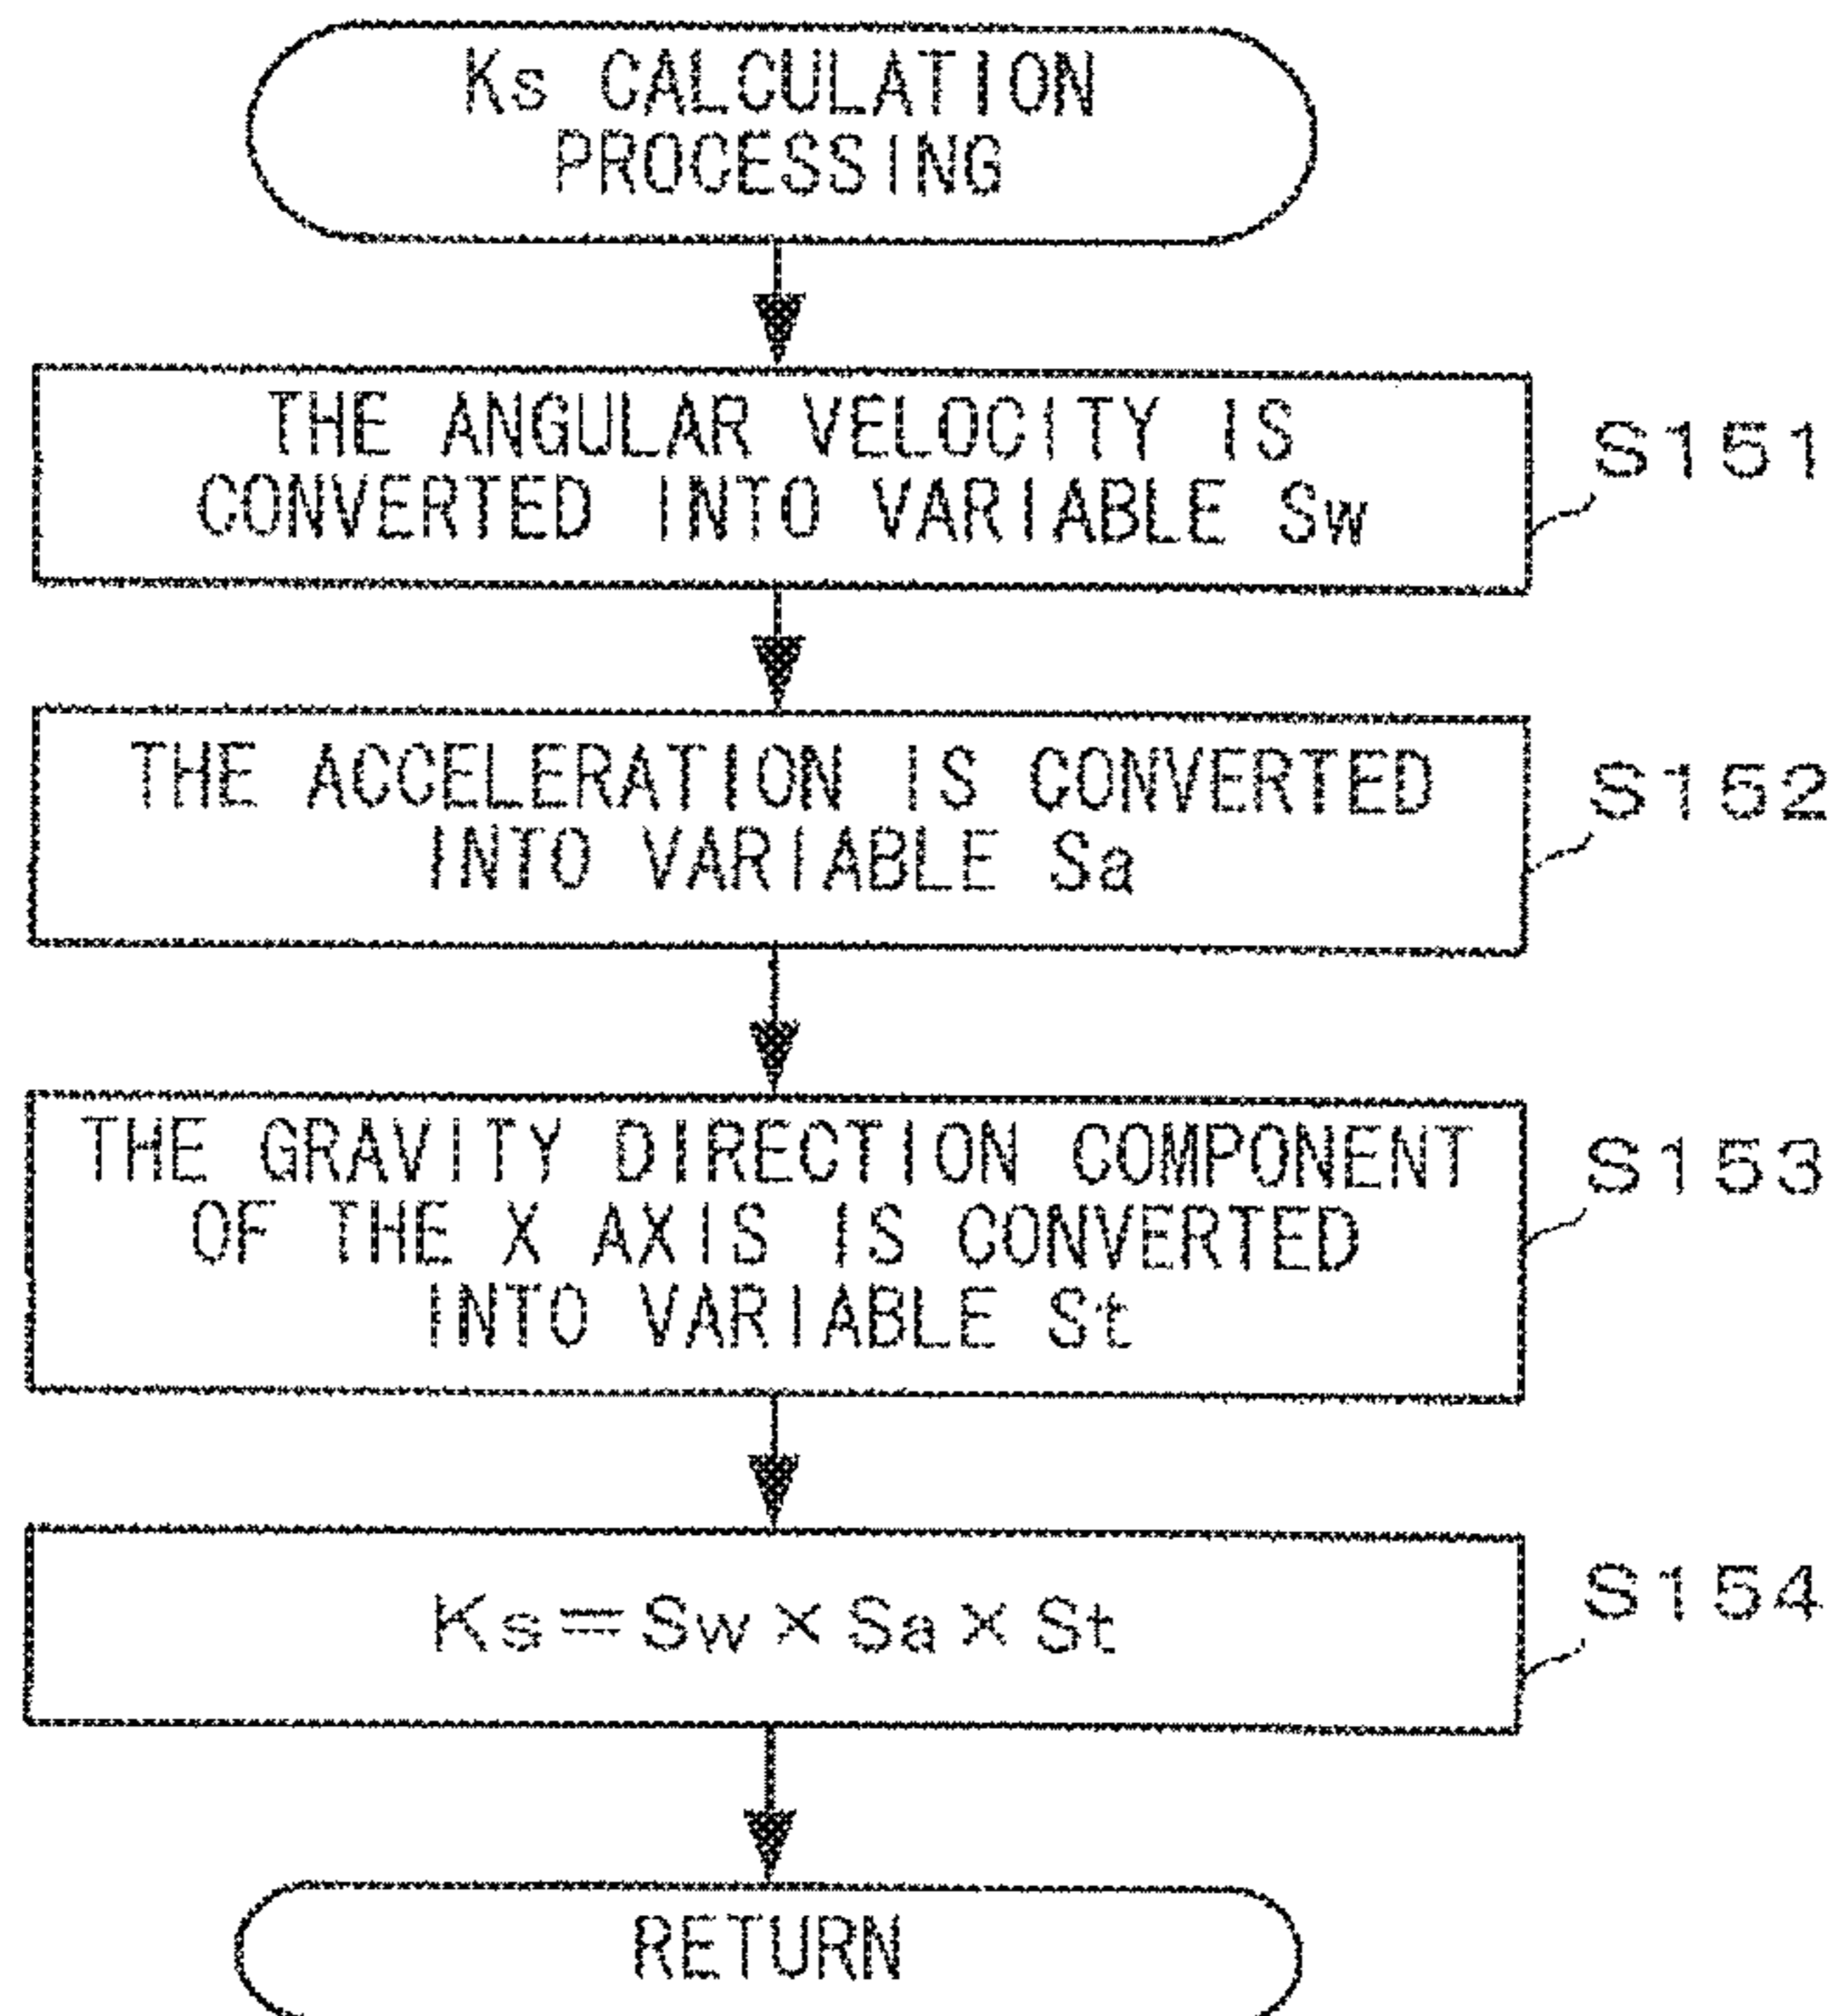 Ks CALCULATION
PROCESSING
THE ANGULAR VELOCITY IS
CONVERTED INTO VARIABLE Sw
S151
THE ACCELERATION IS CONVERTED
INTO VARIABLE Sa
S152
THE GRAVITY DIRECTION COMPONENT
OF THE X AXIS IS CONVERTED
INTO VARIABLE St
S153
Ks=Sw×Sa×St
S154
RETURN